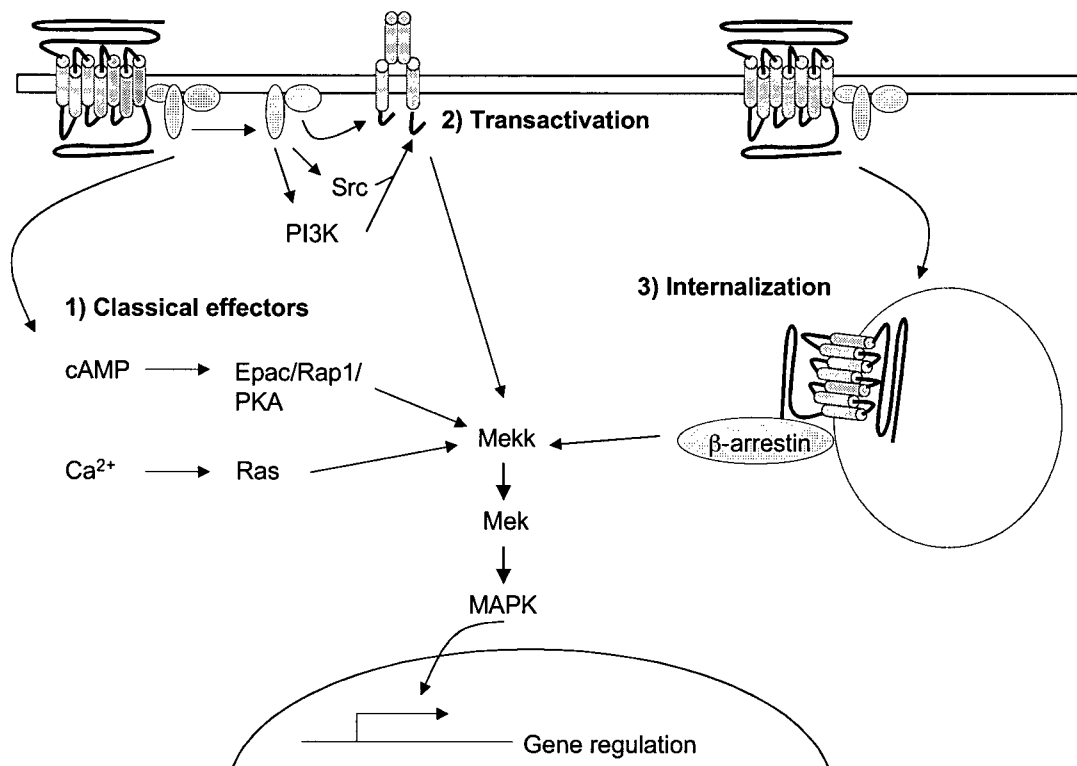 2) Transactivation
Src
PI3K
3) Internalization
1) Classical effectors
cAMP
Epac/Rap1/
PKA
Mekk
β-arrestin
Ca²⁺
Ras
Mek
MAPK
Gene regulation